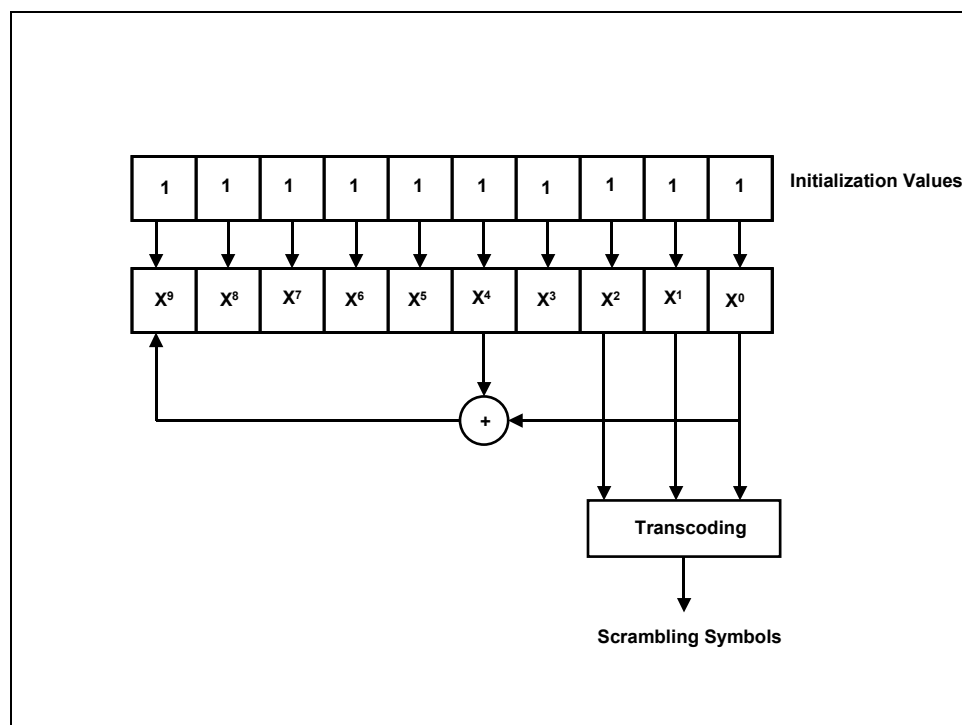 1 1 1 1 1 1 1 1 1 1 Initialization Values
X⁹ X⁸ X⁷ X⁶ X⁵ X⁴ X³ X² X¹ X⁰
+
Transcoding
Scrambling Symbols